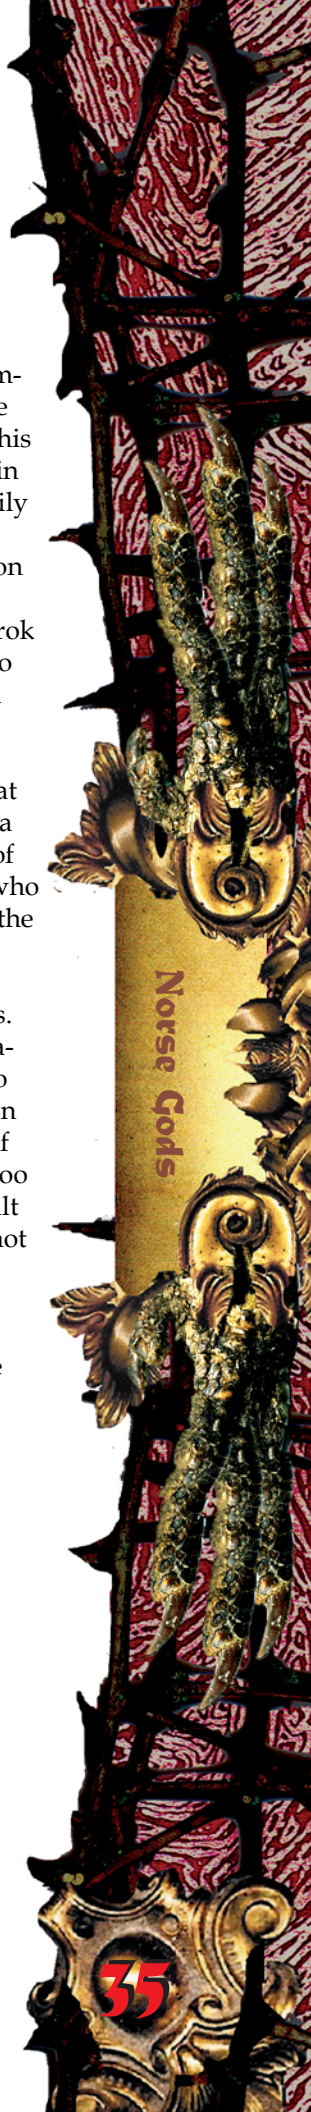 m-
e
his
in
ily
on
rok
o
at
a
of
who
the
s.
a-
o
n
f
oo
lt
not
e
Norse Gods
35